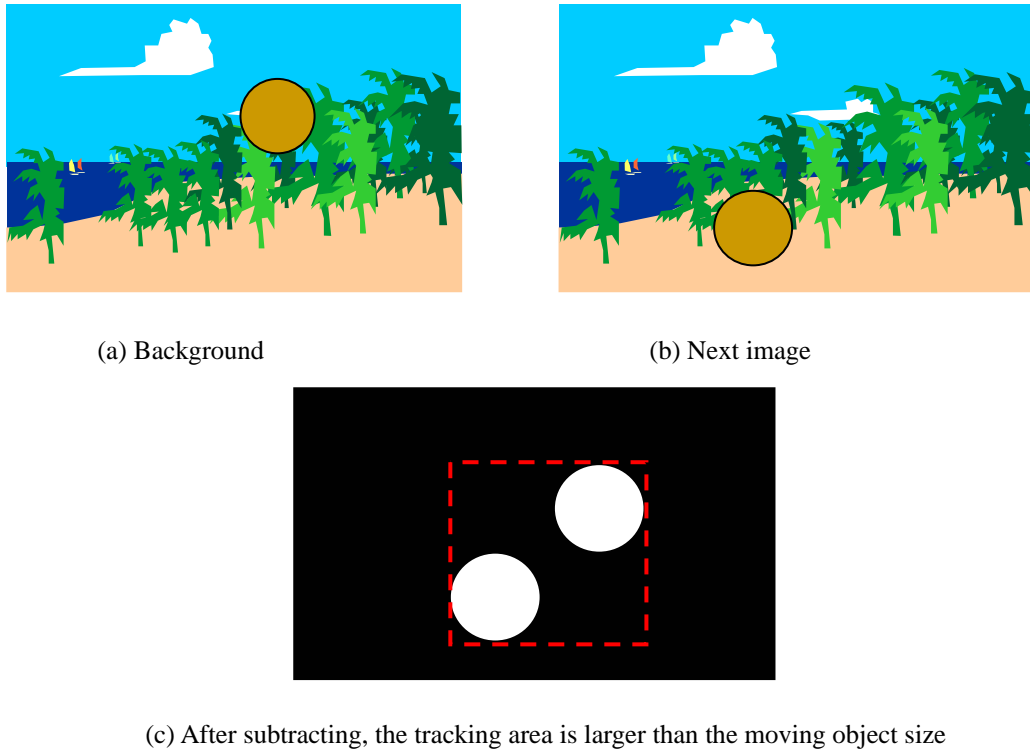 (a) Background
(b) Next image
(c) After subtracting, the tracking area is larger than the moving object size